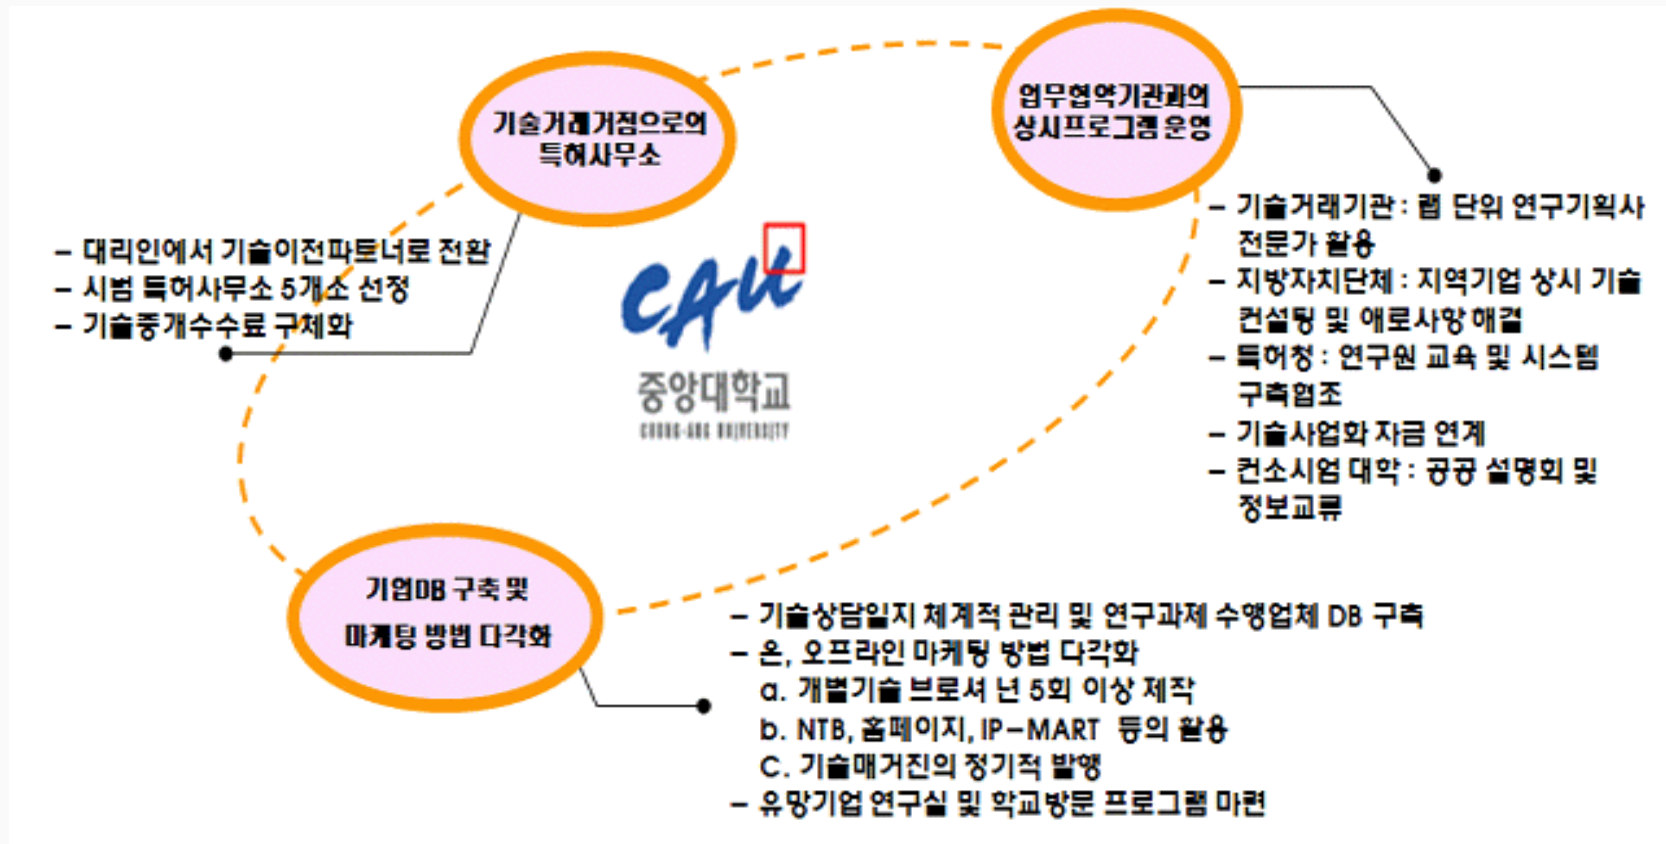 기술거래거점으로의
특허사무소
- 대리인에서 기술이전파트너로 전환
- 시범 특허사무소 5개소 선정
- 기술중개수수료 구체화
업무협약기관과의
상시프로그램 운영
- 기술거래기관 : 랩 단위 연구기획사
전문가 활용
- 지방자치단체 : 지역기업 상시 기술
컨설팅 및 애로사항 해결
- 특허청 : 연구원 교육 및 시스템
구축협조
- 기술사업화 자금 연계
- 컨소시엄 대학 : 공공 설명회 및
정보교류
CAU
중앙대학교
CHUNG-ANG UNIVERSITY
기업DB 구축 및
마케팅 방법 다각화
- 기술상담일지 체계적 관리 및 연구과제 수행업체 DB 구축
- 온, 오프라인 마케팅 방법 다각화
a. 개별기술 브로셔 년 5회 이상 제작
b. NTB, 홈페이지, IP-MART 등의 활용
C. 기술매거진의 정기적 발행
- 유망기업 연구실 및 학교방문 프로그램 마련